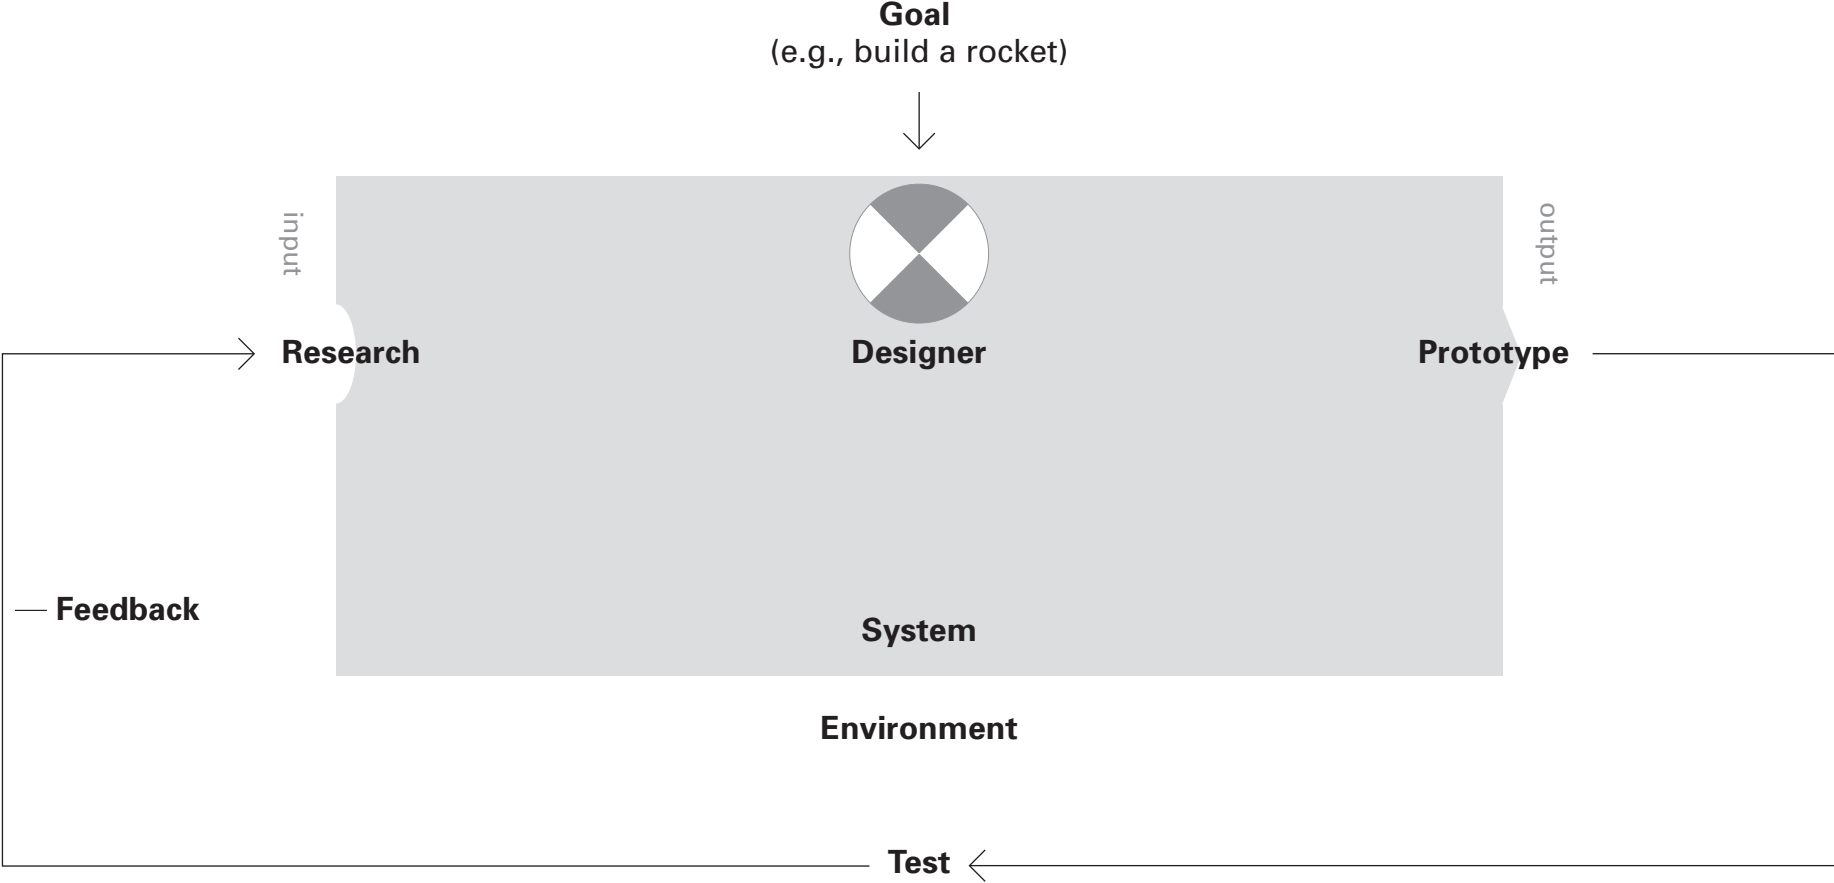 Goal
(e.g., build a rocket)
input
output
Research
Designer
Prototype
Feedback
System
Environment
Test